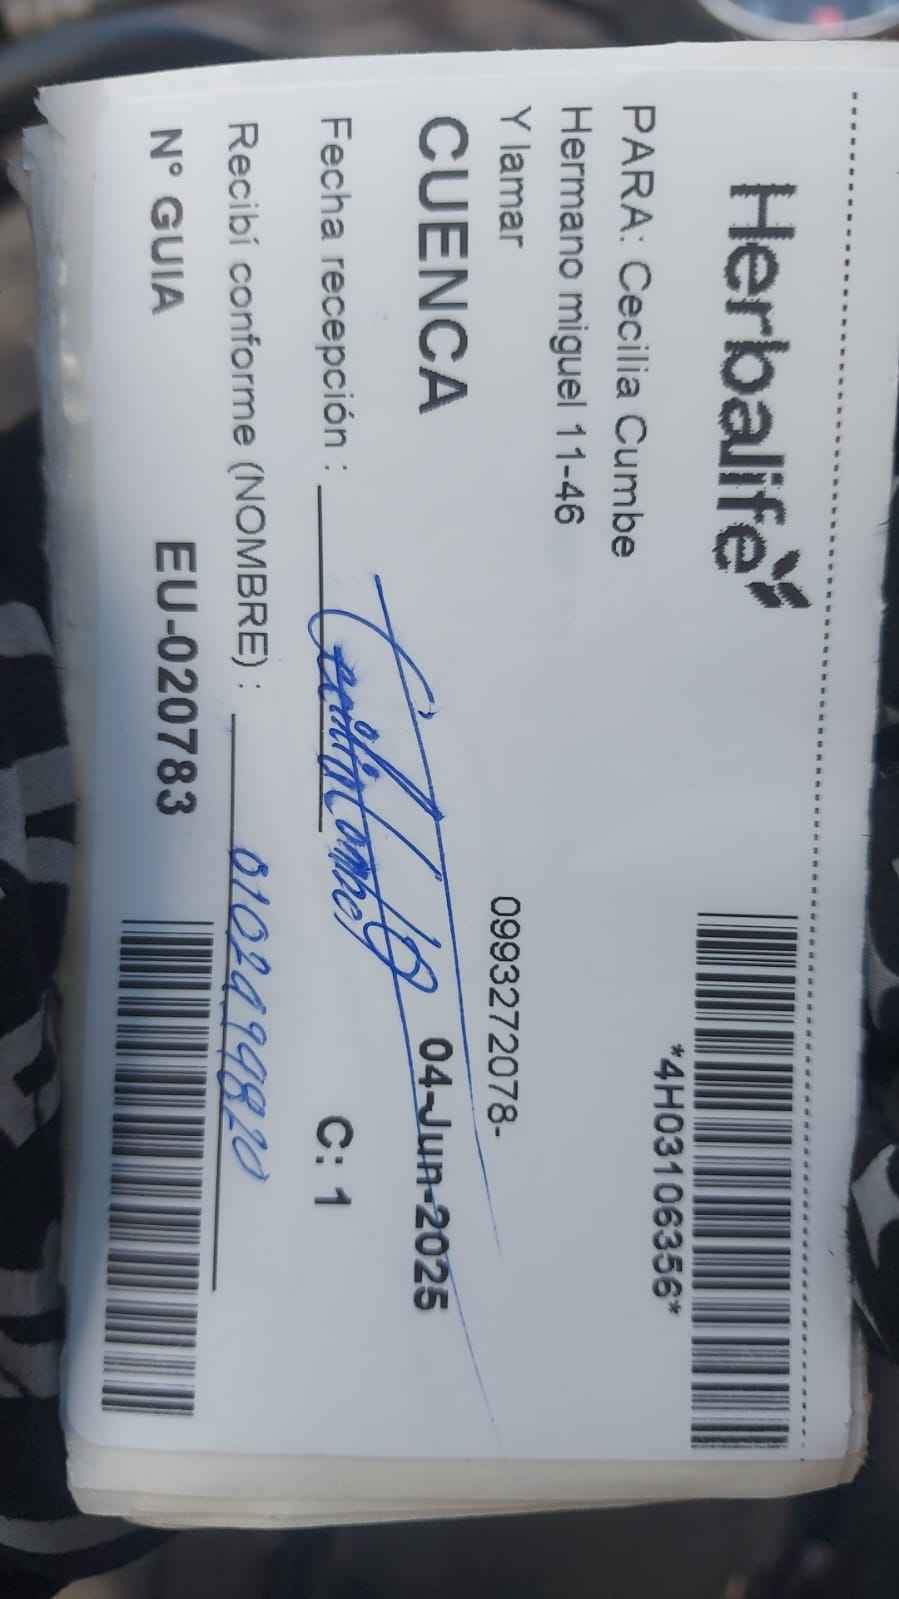 Herbalife
*4H03106356*
PARA: Cecilia Cumbe
Hermano miguel 11-46
Y lamar
0993272078-
CUENCA
04-Jun-2025
Fecha recepción :
C: 1
Recibí conforme (NOMBRE) :
Nº GUIA
EU-020783